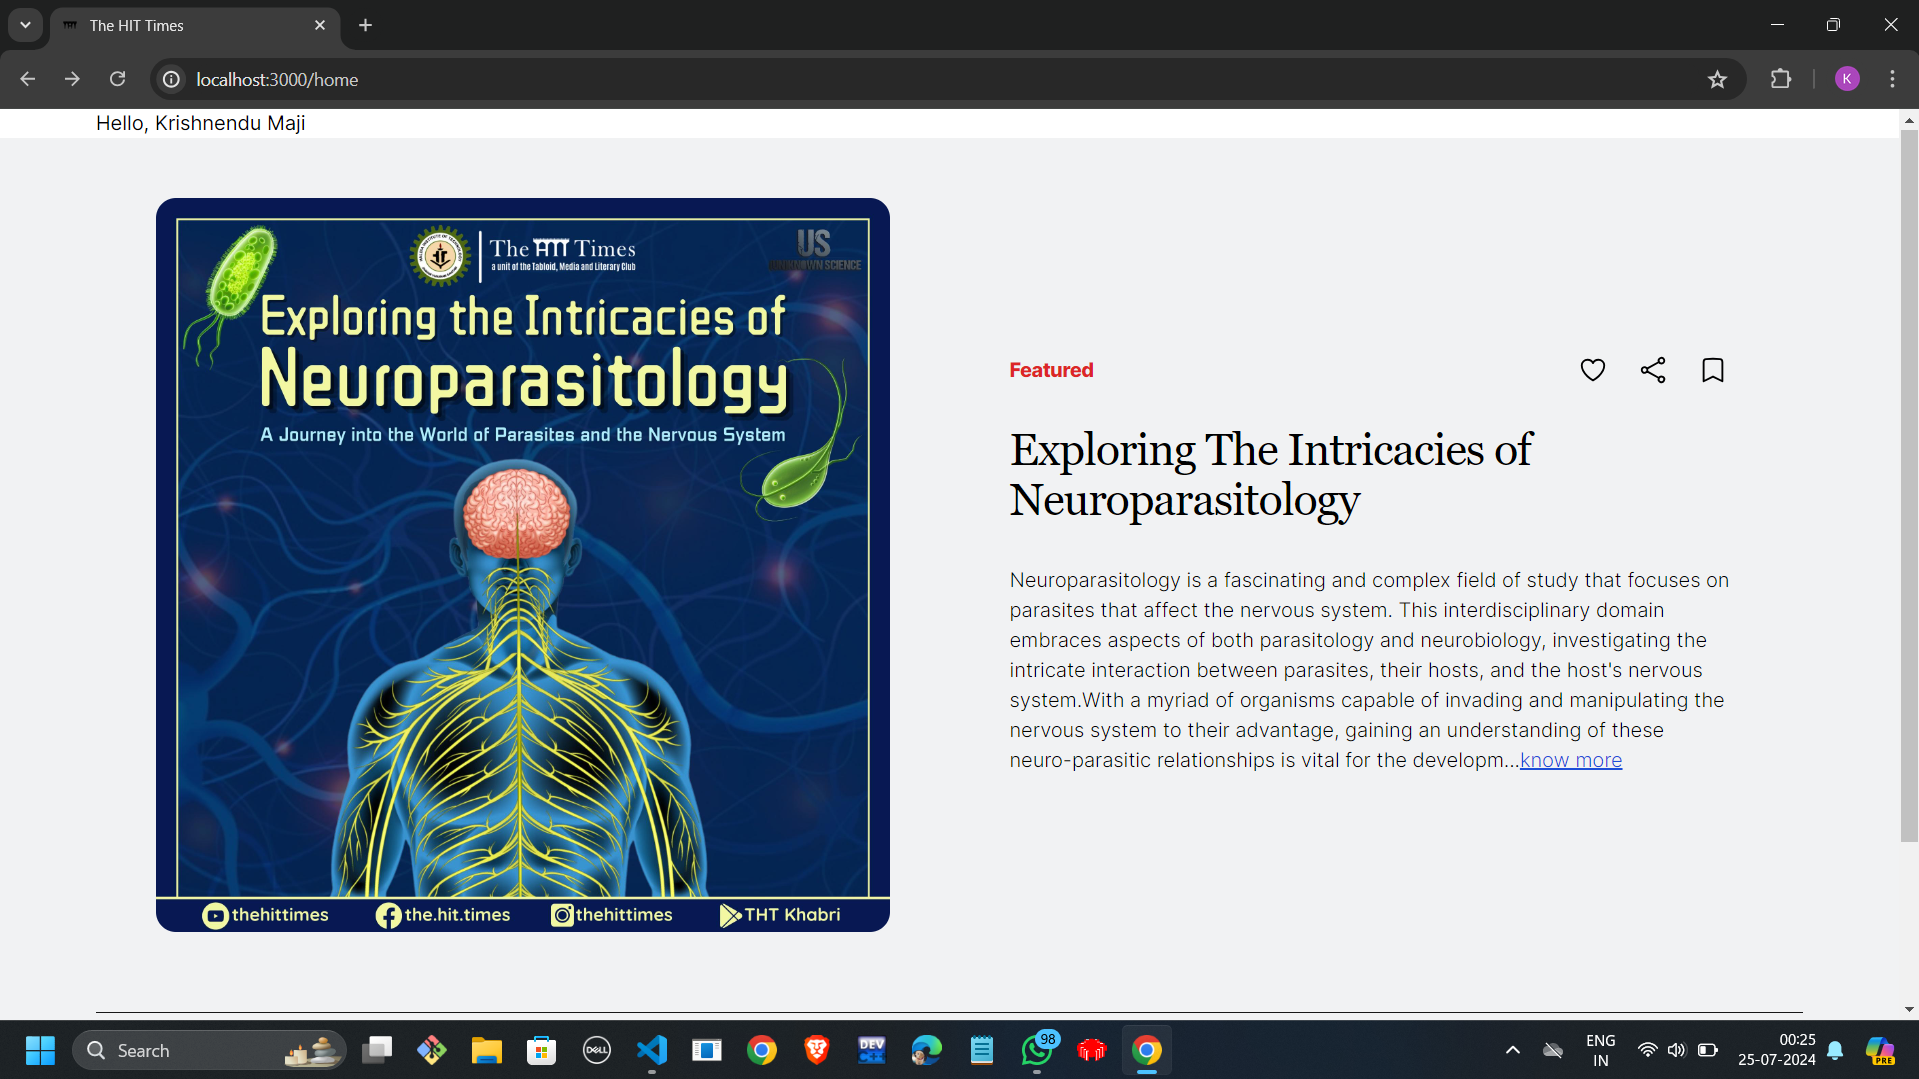 The HIT Times
localhost:3000/home
K
Hello, Krishnendu Maji
The HIT Times
a unit of the Tabloid, Media and Literary Club
US
UNKNOWN SCIENCE
Exploring the Intricacies of
Neuroparasitology
A Journey into the World of Parasites and the Nervous System
thehittimes
the.hit.times
thehittimes
THT Khabri
Featured
Exploring The Intricacies of
Neuroparasitology
Neuroparasitology is a fascinating and complex field of study that focuses on
parasites that affect the nervous system. This interdisciplinary domain
embraces aspects of both parasitology and neurobiology, investigating the
intricate interaction between parasites, their hosts, and the host's nervous
system.With a myriad of organisms capable of invading and manipulating the
nervous system to their advantage, gaining an understanding of these
neuro-parasitic relationships is vital for the developm...know more
Search
DELL
DEV
C++
98
ENG
IN
00:25
25-07-2024
PRE